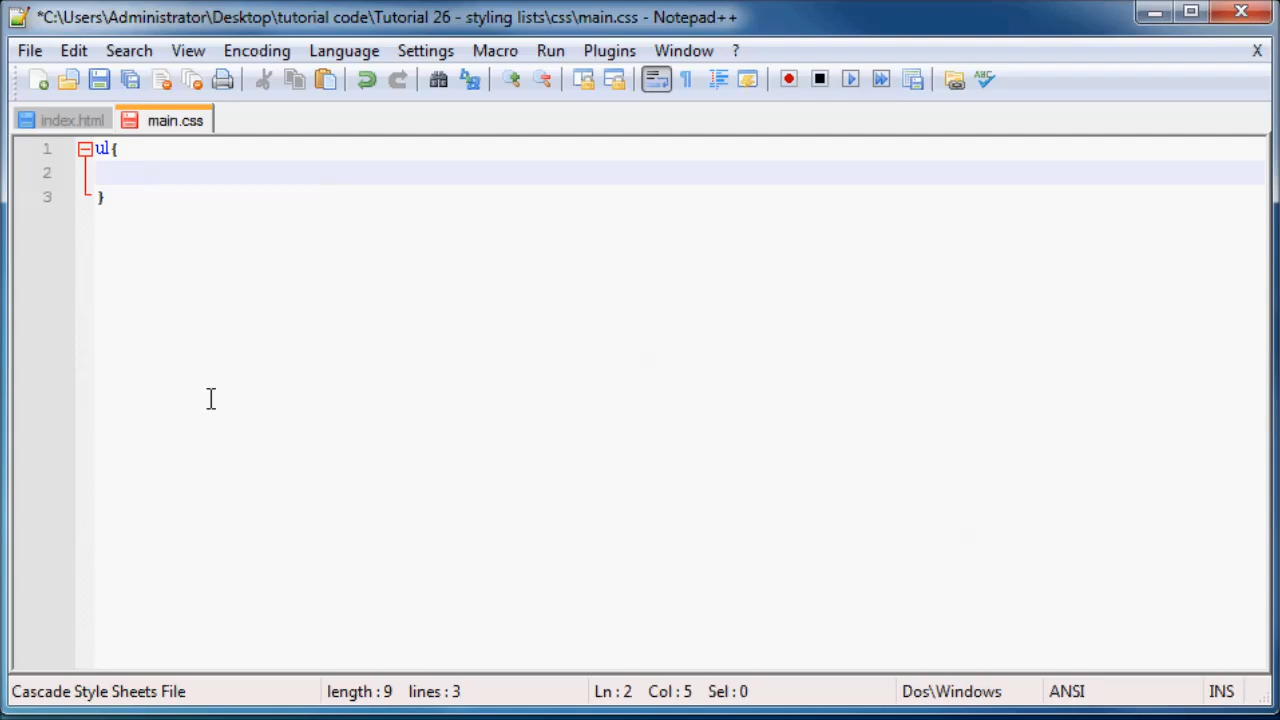 *C:\Users\Administrator\Desktop\tutorial code\Tutorial 26 - styling lists\css\main.css - Notepad++
File Edit Search View Encoding Language Settings Macro Run Plugins Window ? X
ABC
index.html main.css
1 ul{
2
3 }
Cascade Style Sheets File length : 9 lines : 3 Ln : 2 Col : 5 Sel : 0 Dos\Windows ANSI INS